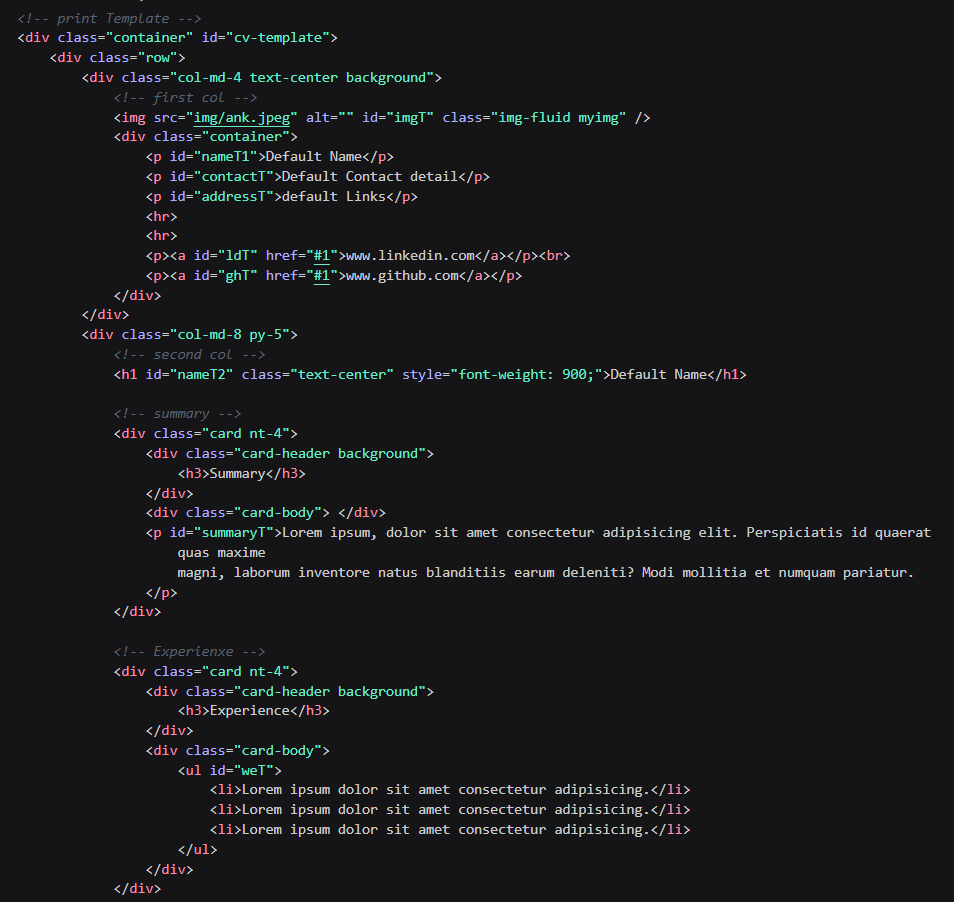 <!-- print Template -->
<div class="container" id="cv-template">
    <div class="row">
        <div class="col-md-4 text-center background">
            <!-- first col -->
            <img src="img/ank.jpeg" alt="" id="imgT" class="img-fluid myimg" />
            <div class="container">
                <p id="nameT1">Default Name</p>
                <p id="contactT">Default Contact detail</p>
                <p id="addressT">default Links</p>
                <hr>
                <hr>
                <p><a id="ldT" href="#1">www.linkedin.com</a></p><br>
                <p><a id="ghT" href="#1">www.github.com</a></p>
            </div>
        </div>
        <div class="col-md-8 py-5">
            <!-- second col -->
            <h1 id="nameT2" class="text-center" style="font-weight: 900;">Default Name</h1>

            <!-- summary -->
            <div class="card nt-4">
                <div class="card-header background">
                    <h3>Summary</h3>
                </div>
                <div class="card-body"> </div>
                <p id="summaryT">Lorem ipsum, dolor sit amet consectetur adipisicing elit. Perspiciatis id quaerat
                    quas maxime
                    magni, laborum inventore natus blanditiis earum deleniti? Modi mollitia et numquam pariatur.
                </p>
            </div>

            <!-- Experienxe -->
            <div class="card nt-4">
                <div class="card-header background">
                    <h3>Experience</h3>
                </div>
                <div class="card-body">
                    <ul id="weT">
                        <li>Lorem ipsum dolor sit amet consectetur adipisicing.</li>
                        <li>Lorem ipsum dolor sit amet consectetur adipisicing.</li>
                        <li>Lorem ipsum dolor sit amet consectetur adipisicing.</li>
                    </ul>
                </div>
            </div>